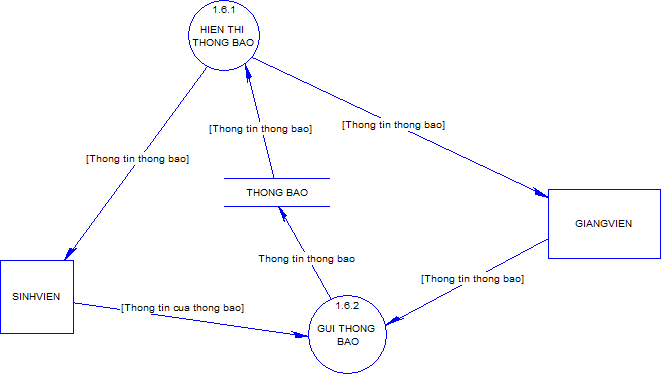 1.6.1
HIEN THI
THONG BAO
[Thong tin thong bao]
[Thong tin thong bao]
[Thong tin thong bao]
THONG BAO
GIANGVIEN
Thong tin thong bao
[Thong tin thong bao]
SINHVIEN
[Thong tin cua thong bao]
1.6.2
GUI THONG
BAO